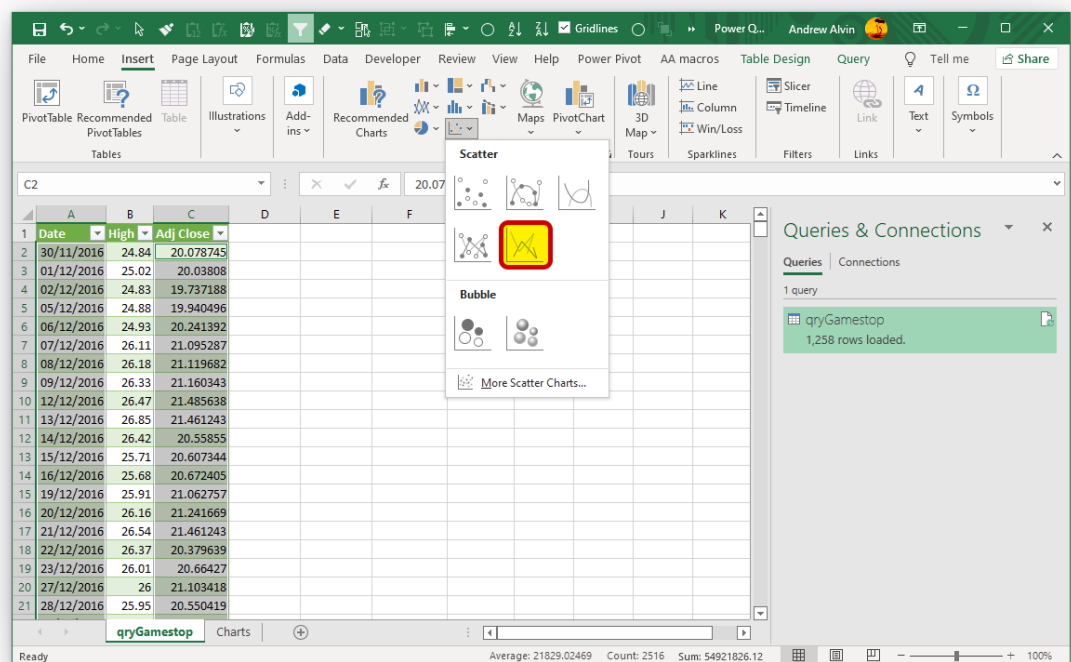 Gridlines
Power Q...
Andrew Alvin
File Home Insert Page Layout Formulas Data Developer Review View Help Power Pivot AA macros Table Design Query Tell me Share
PivotTable Recommended PivotTables Table
Illustrations
Add-ins
Recommended Charts
Maps PivotChart
3D Map
Line
Column
Win/Loss
Slicer
Timeline
Link
Text
Symbols
Tables Tours Sparklines Filters Links
C2 fx 20.07
Scatter
Bubble
More Scatter Charts...
A B C D E F J K
1 Date High Adj Close
2 30/11/2016 24.84 20.078745
3 01/12/2016 25.02 20.03808
4 02/12/2016 24.83 19.737188
5 05/12/2016 24.88 19.940496
6 06/12/2016 24.93 20.241392
7 07/12/2016 26.11 21.095287
8 08/12/2016 26.18 21.119682
9 09/12/2016 26.33 21.160343
10 12/12/2016 26.47 21.485638
11 13/12/2016 26.85 21.461243
12 14/12/2016 26.42 20.55855
13 15/12/2016 25.71 20.607344
14 16/12/2016 25.68 20.672405
15 19/12/2016 25.91 21.062757
16 20/12/2016 26.16 21.241669
17 21/12/2016 26.54 21.461243
18 22/12/2016 26.37 20.379639
19 23/12/2016 26.01 20.66427
20 27/12/2016 26 21.103418
21 28/12/2016 25.95 20.550419
Queries & Connections
Queries Connections
1 query
qryGamestop
1,258 rows loaded.
qryGamestop Charts
Ready Average: 21829.02469 Count: 2516 Sum: 54921826.12 100%